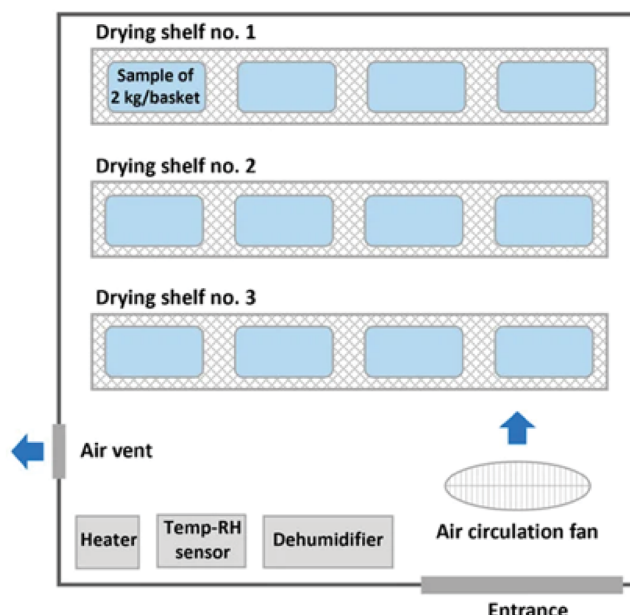 Drying shelf no. 1
Sample of
2 kg/basket
Drying shelf no. 2
Drying shelf no. 3
Air vent
Heater
Temp-RH
sensor
Dehumidifier
Air circulation fan
Entrance